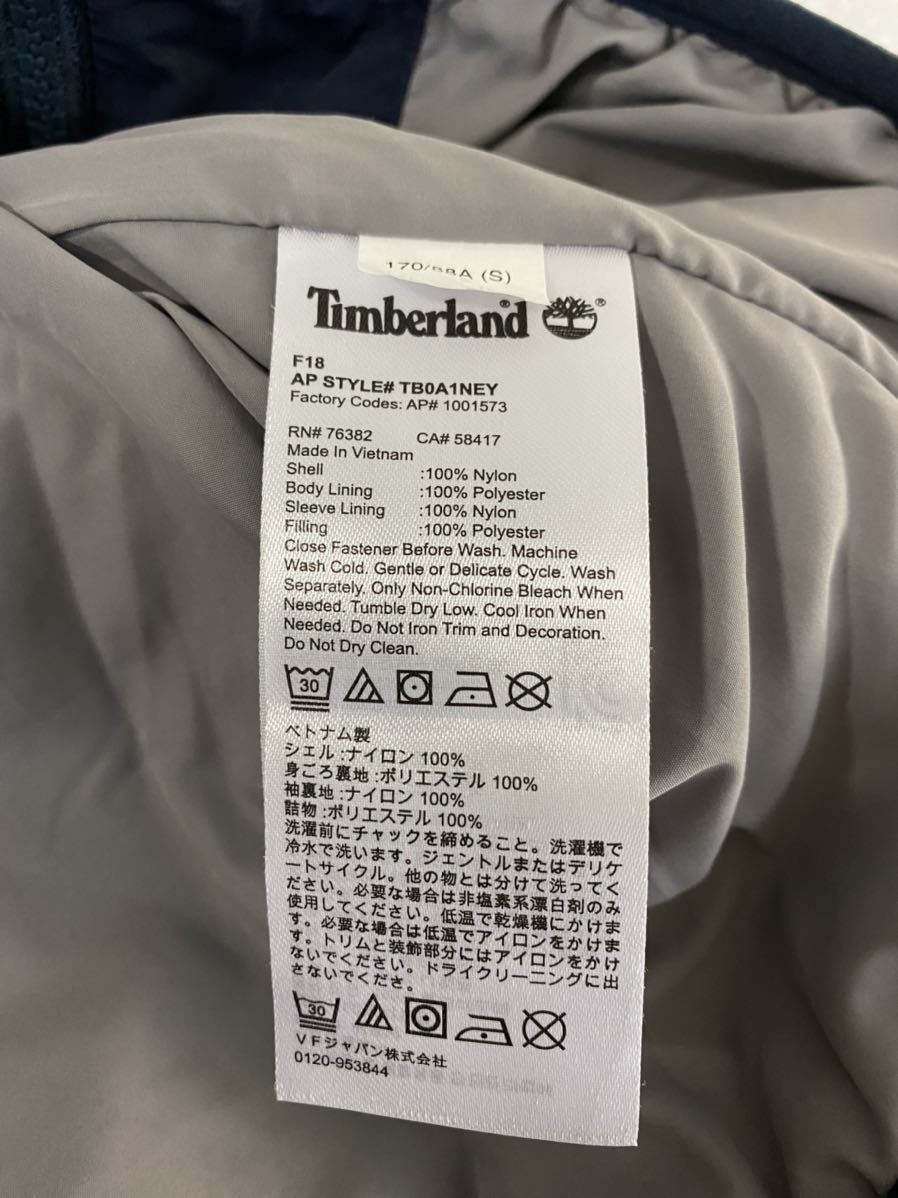 170/88A (S)
Timberland® ®
F18
AP STYLE# TB0A1NEY
Factory Codes: AP# 1001573
RN# 76382 CA# 58417
Made In Vietnam
Shell :100% Nylon
Body Lining :100% Polyester
Sleeve Lining :100% Nylon
Filling :100% Polyester
Close Fastener Before Wash. Machine
Wash Cold. Gentle or Delicate Cycle. Wash
Separately. Only Non-Chlorine Bleach When
Needed. Tumble Dry Low. Cool Iron When
Needed. Do Not Iron Trim and Decoration.
Do Not Dry Clean.
30
ベトナム製
シェル :ナイロン 100%
身ごろ裏地 :ポリエステル 100%
袖裏地 :ナイロン 100%
詰物 :ポリエステル 100%
洗濯前にチャックを締めること。洗濯機で
冷水で洗います。ジェントルまたはデリケ
ートサイクル。他の物とは分けて洗ってく
ださい。必要な場合は非塩素系漂白剤のみ
使用してください。低温で乾燥機にかけま
す。必要な場合は低温でアイロンをかけま
す。トリムと装飾部分にはアイロンをかけ
ないでください。ドライクリーニングに出
さないでくださ。
30
VFジャパン株式会社
0120-953844